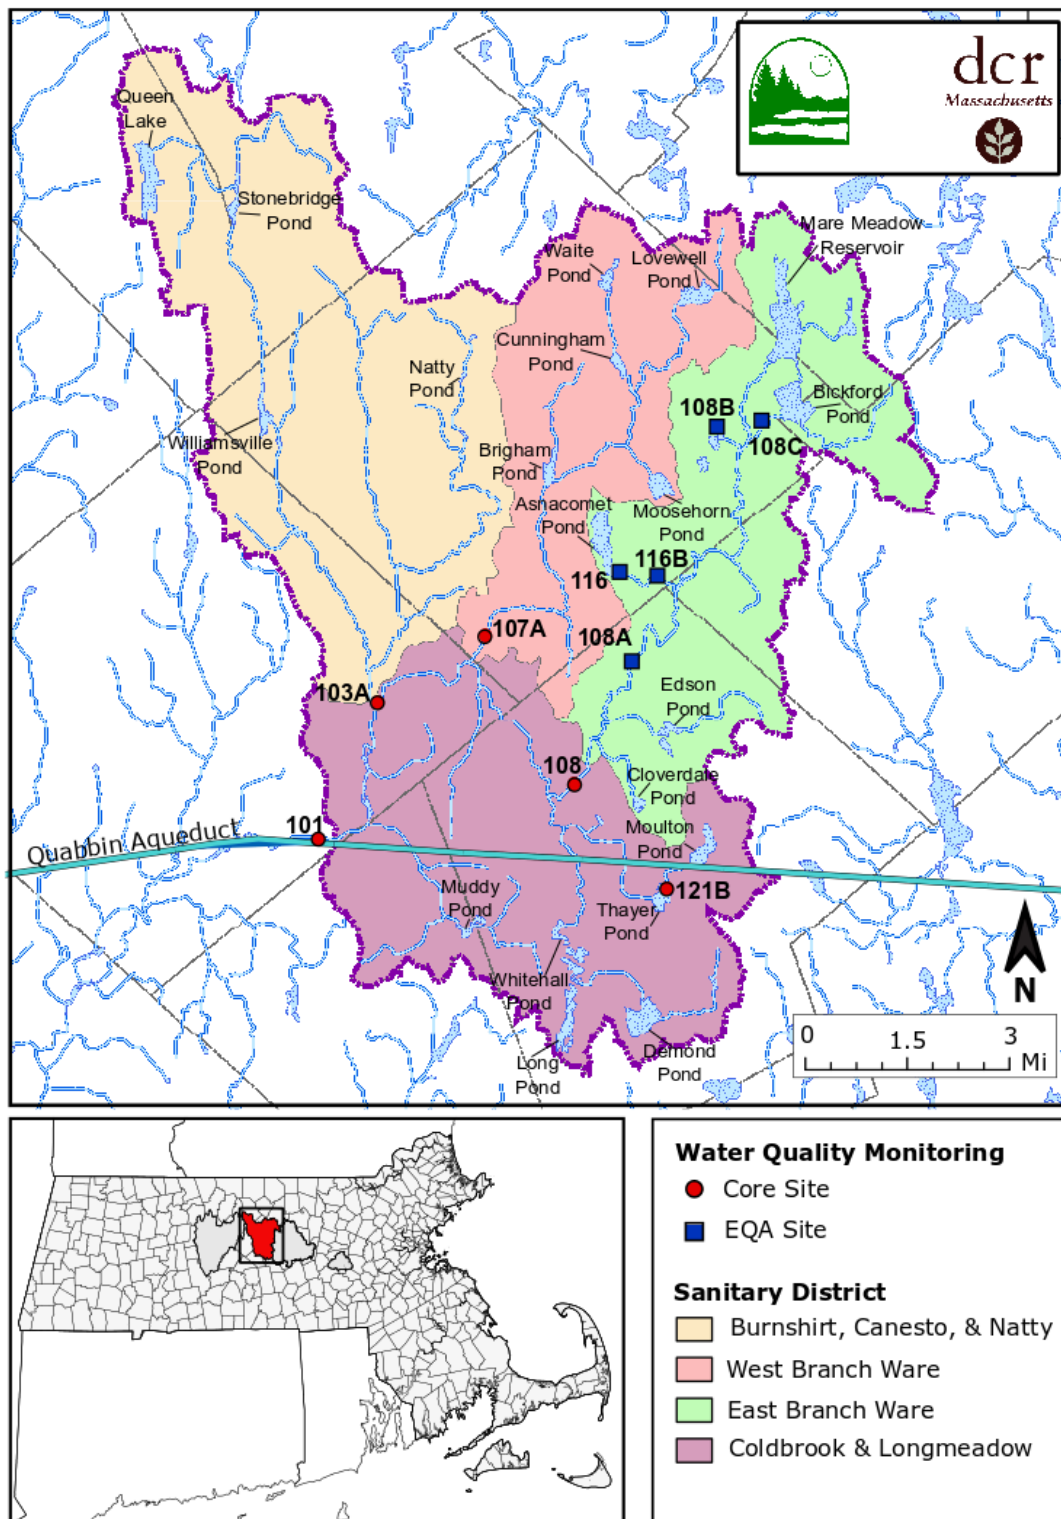 dcr
Massachusetts
Queen
Lake
Stonebridge
Pond
Mare Meadow
Reservoir
Waite
Pond
Lovewell
Pond
Cunningham
Pond
Natty
Pond
Bickford
Pond
108B
108C
Williamsville
Pond
Brigham
Pond
Ashacomet
Pond
Moosehorn
Pond
116
116B
107A
108A
103A
Edson
Pond
108
Cloverdale
Pond
101
Quabbin Aqueduct
Moulton
Pond
Muddy
Pond
121B
Thayer
Pond
Whitehall
Pond
Long
Pond
Demond
Pond
N
0 1.5 3
Mi
Water Quality Monitoring
Core Site
EQA Site
Sanitary District
Burnshirt, Canesto, & Natty
West Branch Ware
East Branch Ware
Coldbrook & Longmeadow